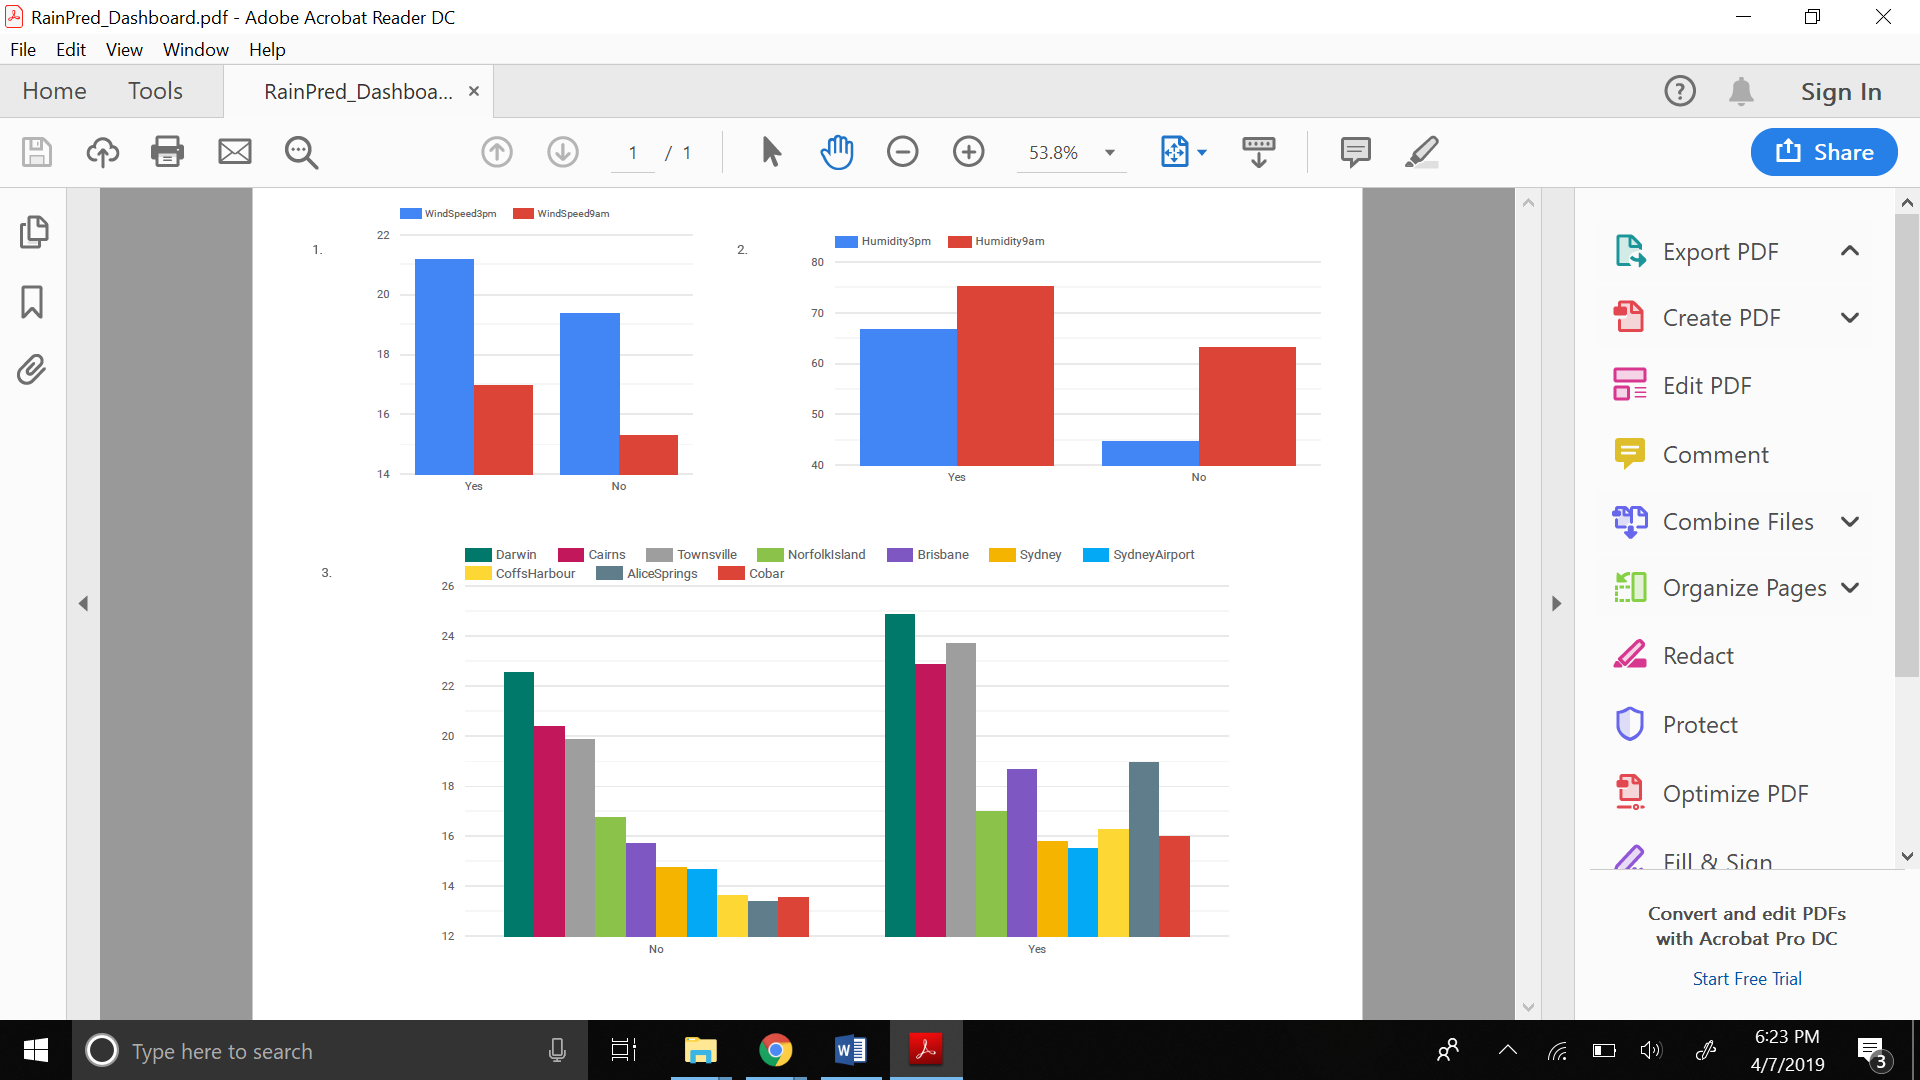 RainPred_Dashboard.pdf - Adobe Acrobat Reader DC
File Edit View Window Help
Home Tools RainPred_Dashboa... × Sign In
1 / 1 53.8% Share
WindSpeed3pm WindSpeed9am
1.
22
20
18
16
14
Yes No
2.
Humidity3pm Humidity9am
80
70
60
50
40
Yes No
3.
Darwin Cairns Townsville NorfolkIsland Brisbane Sydney SydneyAirport
CoffsHarbour AliceSprings Cobar
26
24
22
20
18
16
14
12
No Yes
Export PDF
Create PDF
Edit PDF
Comment
Combine Files
Organize Pages
Redact
Protect
Optimize PDF
Fill & Sign
Convert and edit PDFs
with Acrobat Pro DC
Start Free Trial
Type here to search
6:23 PM
4/7/2019
3